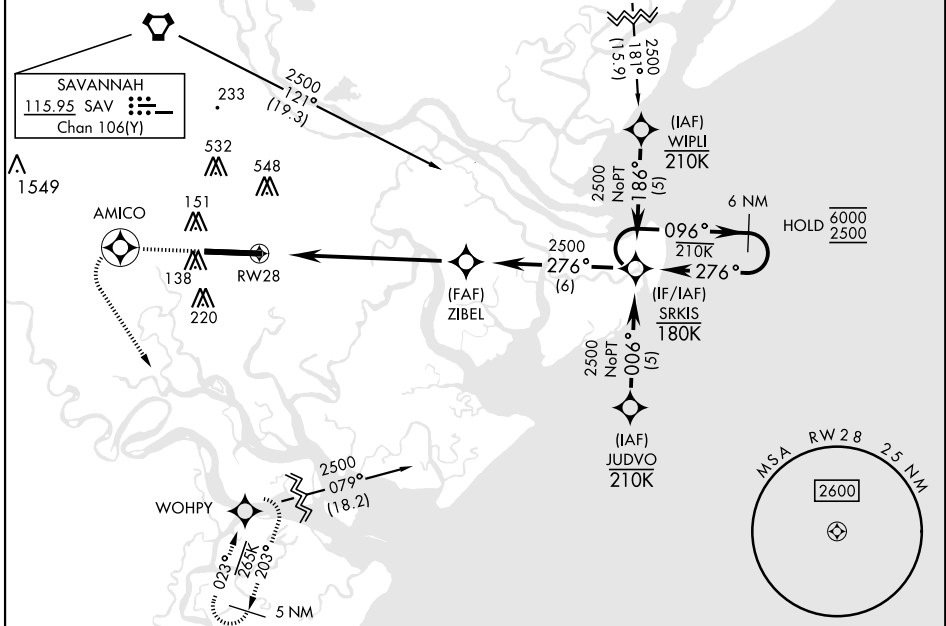 SAVANNAH
115.95 SAV
Chan 106(Y)
2500
121°
(19.3)
2500
181°
(15.9)
233
532
548
1549
151
138
220
AMICO
RW28
(IAF)
WIPLI
210K
2500
NoPT
186°
(5)
6 NM
HOLD 6000
2500
096°
210K
276°
2500
276°
(6)
(FAF)
ZIBEL
(IF/IAF)
SRKIS
180K
2500
NoPT
006°
(5)
(IAF)
JUDVO
210K
2500
079°
(18.2)
WOHPY
023°
265K
203°
5 NM
MSA RW28 25 NM
2600